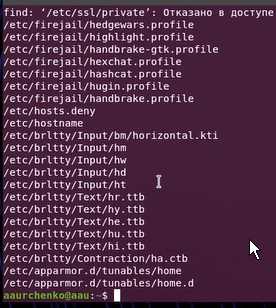 find: ‘/etc/ssl/private’: Отказано в доступе
/etc/firejail/hedgewars.profile
/etc/firejail/highlight.profile
/etc/firejail/handbrake-gtk.profile
/etc/firejail/hexchat.profile
/etc/firejail/hashcat.profile
/etc/firejail/hugin.profile
/etc/firejail/handbrake.profile
/etc/hosts.deny
/etc/hostname
/etc/brltty/Input/bm/horizontal.kti
/etc/brltty/Input/hm
/etc/brltty/Input/hw
/etc/brltty/Input/hd
/etc/brltty/Input/ht
/etc/brltty/Text/hr.ttb
/etc/brltty/Text/hy.ttb
/etc/brltty/Text/he.ttb
/etc/brltty/Text/hu.ttb
/etc/brltty/Text/hi.ttb
/etc/brltty/Contraction/ha.ctb
/etc/apparmor.d/tunables/home
/etc/apparmor.d/tunables/home.d
aaurchenko@aau:~$